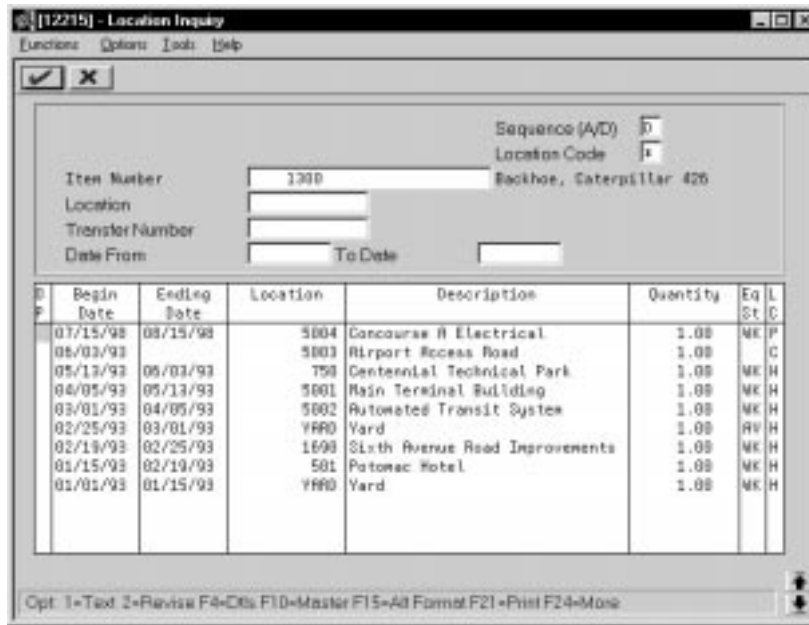 [12215] - Location Inquiry
Functions Options Tools Help
Sequence (A/D) D
Location Code *
Item Number 1300 Backhoe, Caterpillar 426
Location
Transfer Number
Date From To Date
O P Begin Date Ending Date Location Description Quantity Eq St L C
07/15/98 08/15/98 5004 Concourse A Electrical 1.00 WK P
06/03/93 5003 Airport Access Road 1.00 C
05/13/93 06/03/93 750 Centennial Technical Park 1.00 WK H
04/05/93 05/13/93 5001 Main Terminal Building 1.00 WK H
03/01/93 04/05/93 5002 Automated Transit System 1.00 WK H
02/25/93 03/01/93 YARD Yard 1.00 AV H
02/19/93 02/25/93 1690 Sixth Avenue Road Improvements 1.00 WK H
01/15/93 02/19/93 501 Potomac Hotel 1.00 WK H
01/01/93 01/15/93 YARD Yard 1.00 WK H
Opt: 1=Text 2=Revise F4=Dtls F10=Master F15=Alt Format F21=Print F24=More